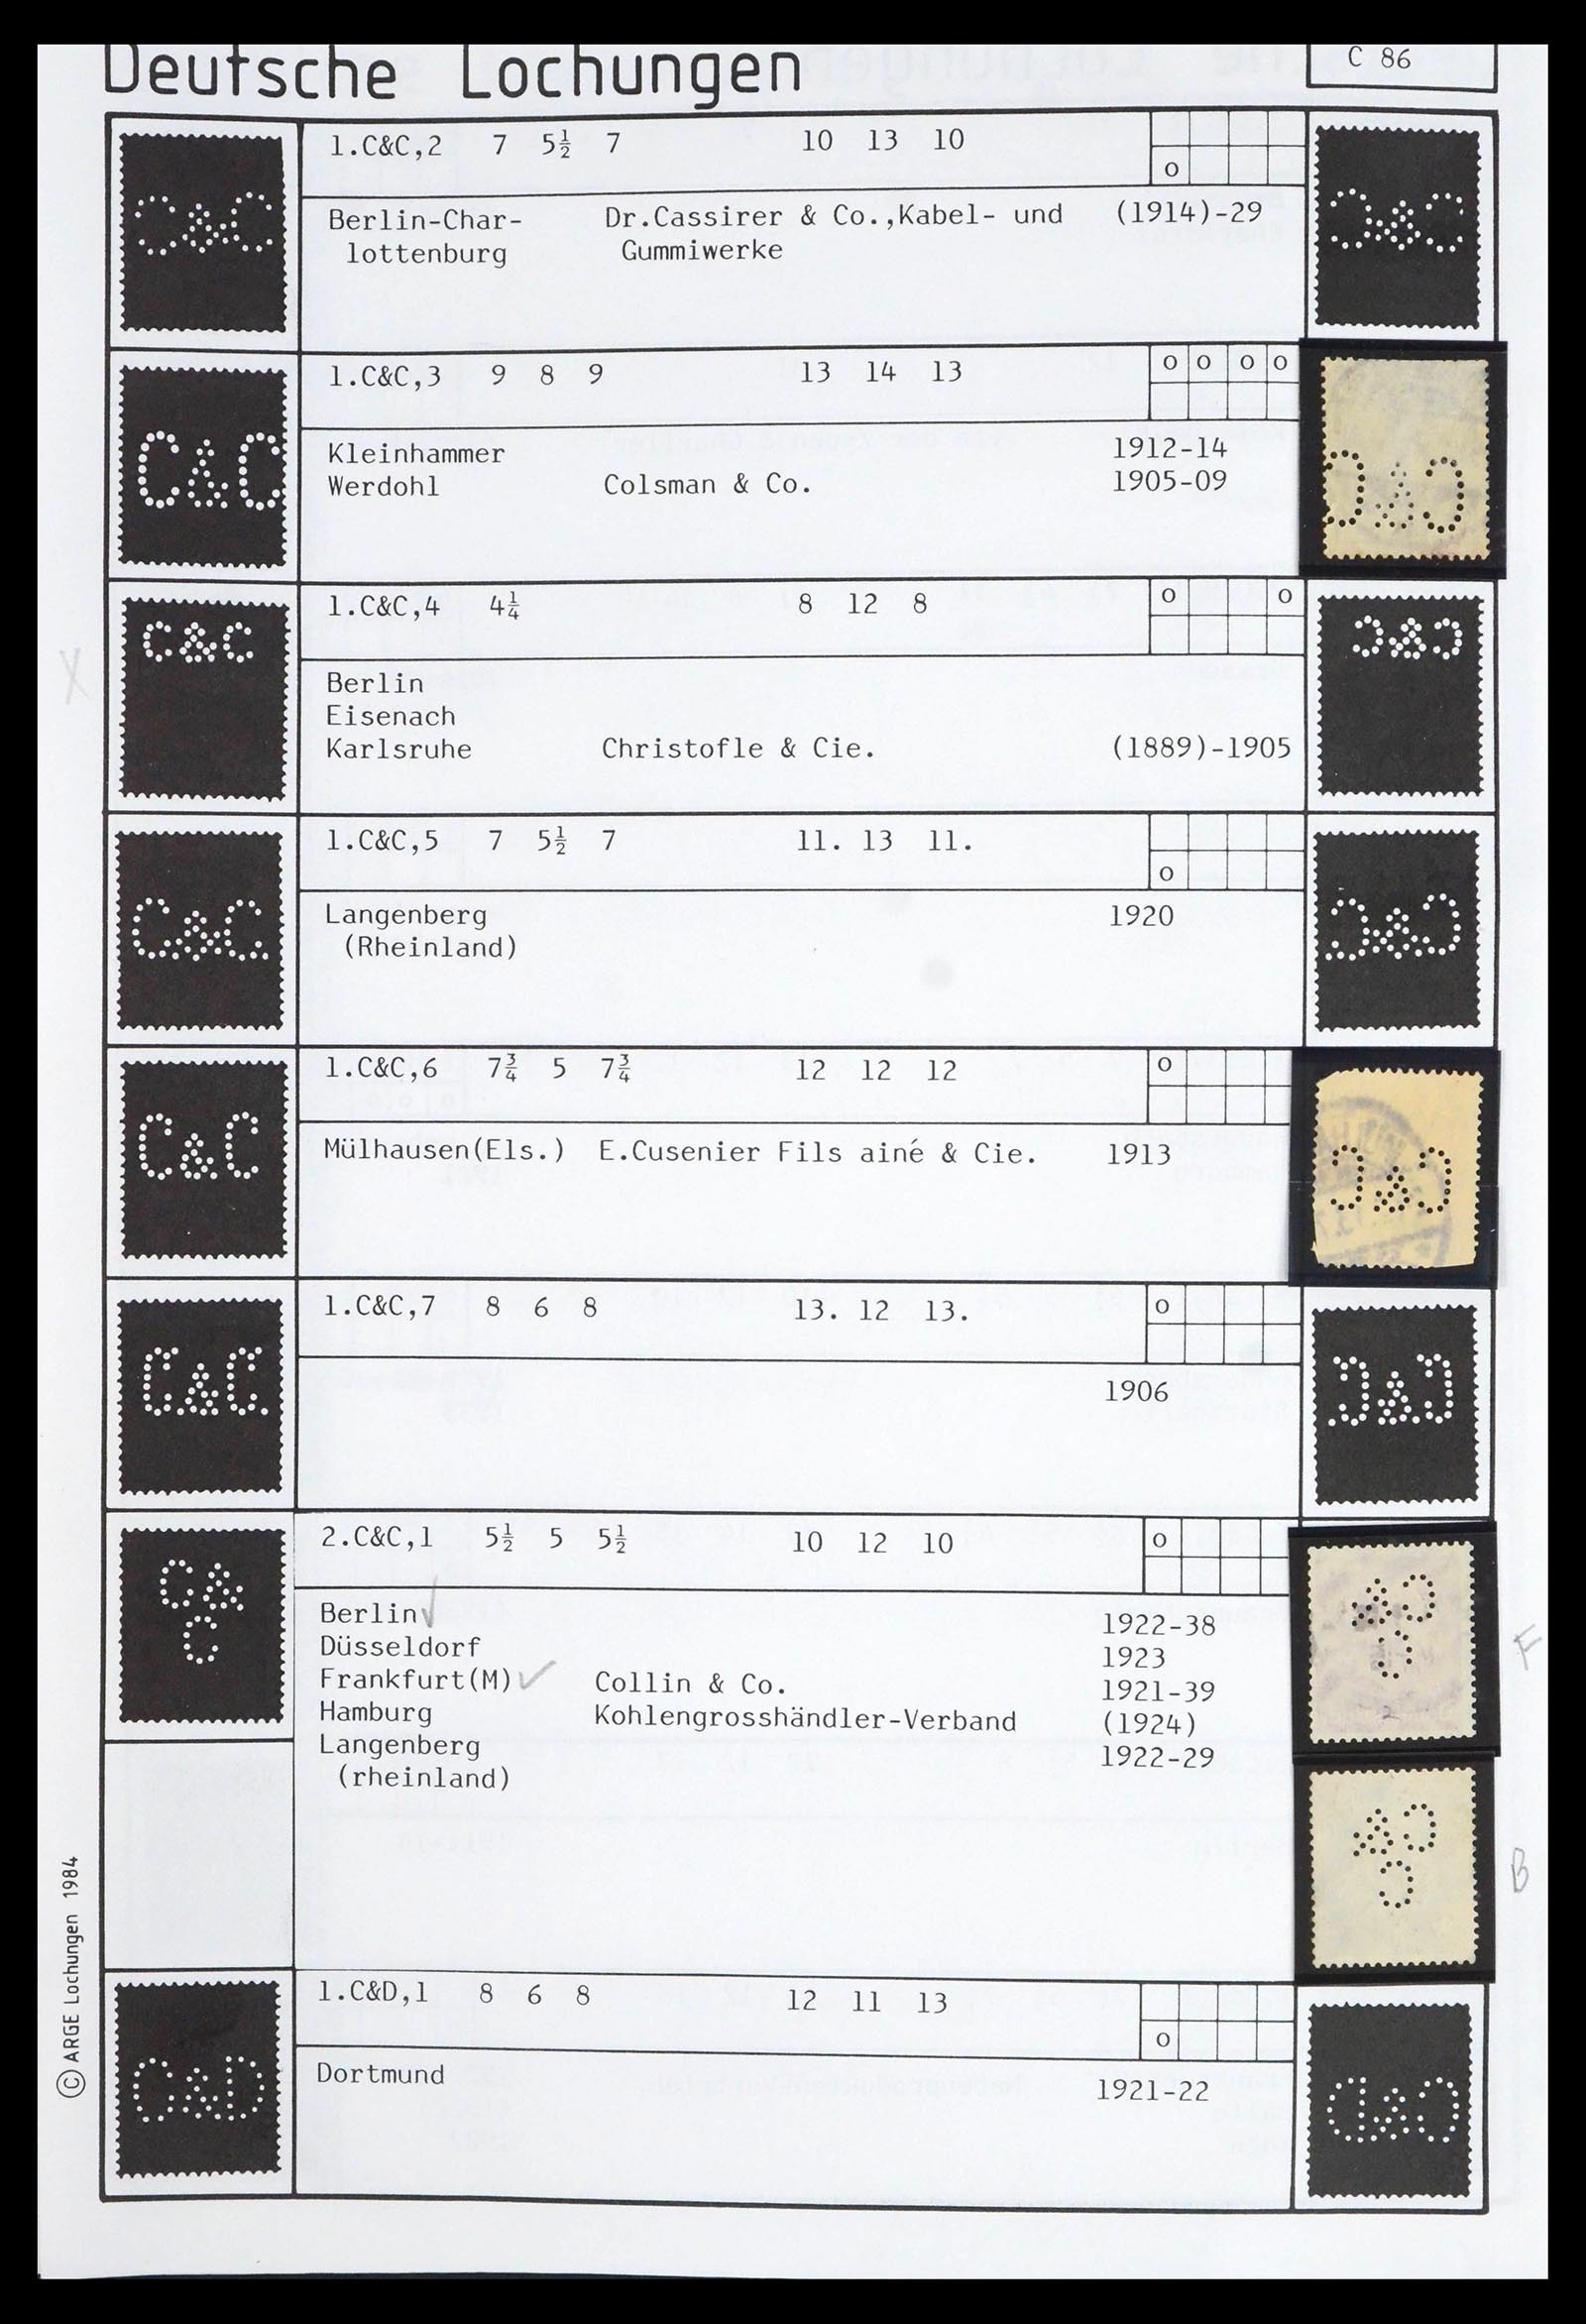 Deutsche Lochungen
C 86
1.C&C,2 7 5½ 7 10 13 10
o
Berlin-Char- Dr.Cassirer & Co.,Kabel- und (1914)-29
lottenburg Gummiwerke
C&C
C&C
1.C&C,3 9 8 9 13 14 13
o o o o
Kleinhammer 1912-14
Werdohl Colsman & Co. 1905-09
C&C
C&C
1.C&C,4 4¼ 8 12 8
o o
X
Berlin
Eisenach
Karlsruhe Christofle & Cie. (1889)-1905
C&C
C&C
1.C&C,5 7 5½ 7 11. 13 11.
o
Langenberg 1920
(Rheinland)
C&C.
C&C.
1.C&C,6 7¾ 5 7¾ 12 12 12
o
Mülhausen(Els.) E.Cusenier Fils ainé & Cie. 1913
C&C
C&C
1.C&C,7 8 6 8 13. 12 13.
o
1906
C.&C.
C.&C.
2.C&C,1 5½ 5 5½ 10 12 10
o
Berlin ✓ 1922-38
Düsseldorf 1923
Frankfurt(M) ✓ Collin & Co. 1921-39
Hamburg Kohlengrosshändler-Verband (1924)
Langenberg 1922-29
(rheinland)
C&
C
C&
C
F
C&
C
B
1.C&D,1 8 6 8 12 11 13
o
Dortmund 1921-22
C&D
C&D
© ARGE Lochungen 1984